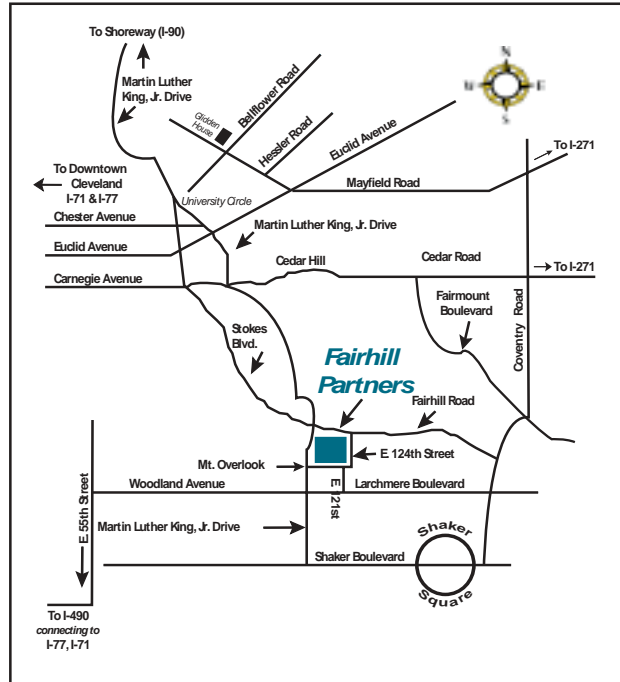 To Shoreway (I-90)
N
W
E
S
Martin Luther
King, Jr. Drive
Bellflower Road
Glidden
House
Hessler Road
Euclid Avenue
To I-271
To Downtown
Cleveland
I-71 & I-77
Mayfield Road
University Circle
Chester Avenue
Martin Luther King, Jr. Drive
Euclid Avenue
Cedar Hill
Cedar Road
To I-271
Carnegie Avenue
Fairmount
Boulevard
Coventry Road
Stokes
Blvd.
Fairhill
Partners
Fairhill Road
E. 124th Street
Mt. Overlook
E. 55th Street
Woodland Avenue
E. 121st
Larchmere Boulevard
Martin Luther King, Jr. Drive
Shaker
Square
Shaker Boulevard
To I-490
connecting to
I-77, I-71